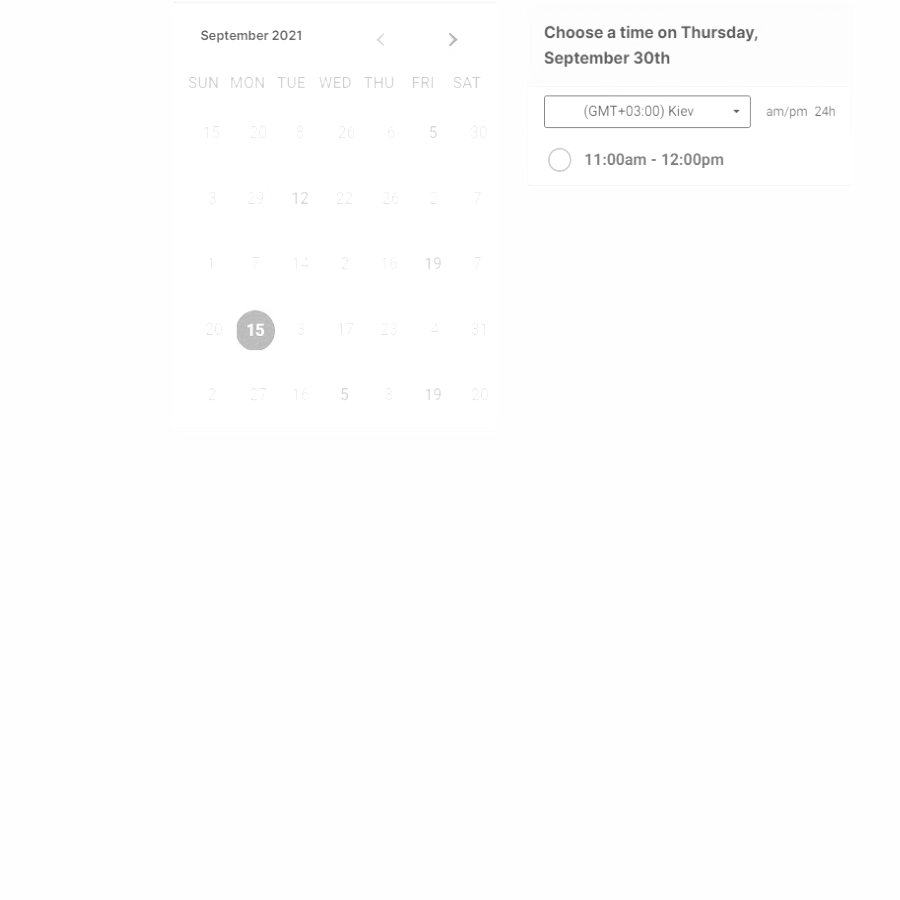 September 2021
SUN MON TUE WED THU FRI SAT
15 20 8 26 6 5 30
3 29 12 22 26 2 7
1 7 14 2 16 19 7
20 15 3 17 23 4 31
2 27 16 5 8 19 20
Choose a time on Thursday,
September 30th
(GMT+03:00) Kiev am/pm 24h
11:00am - 12:00pm